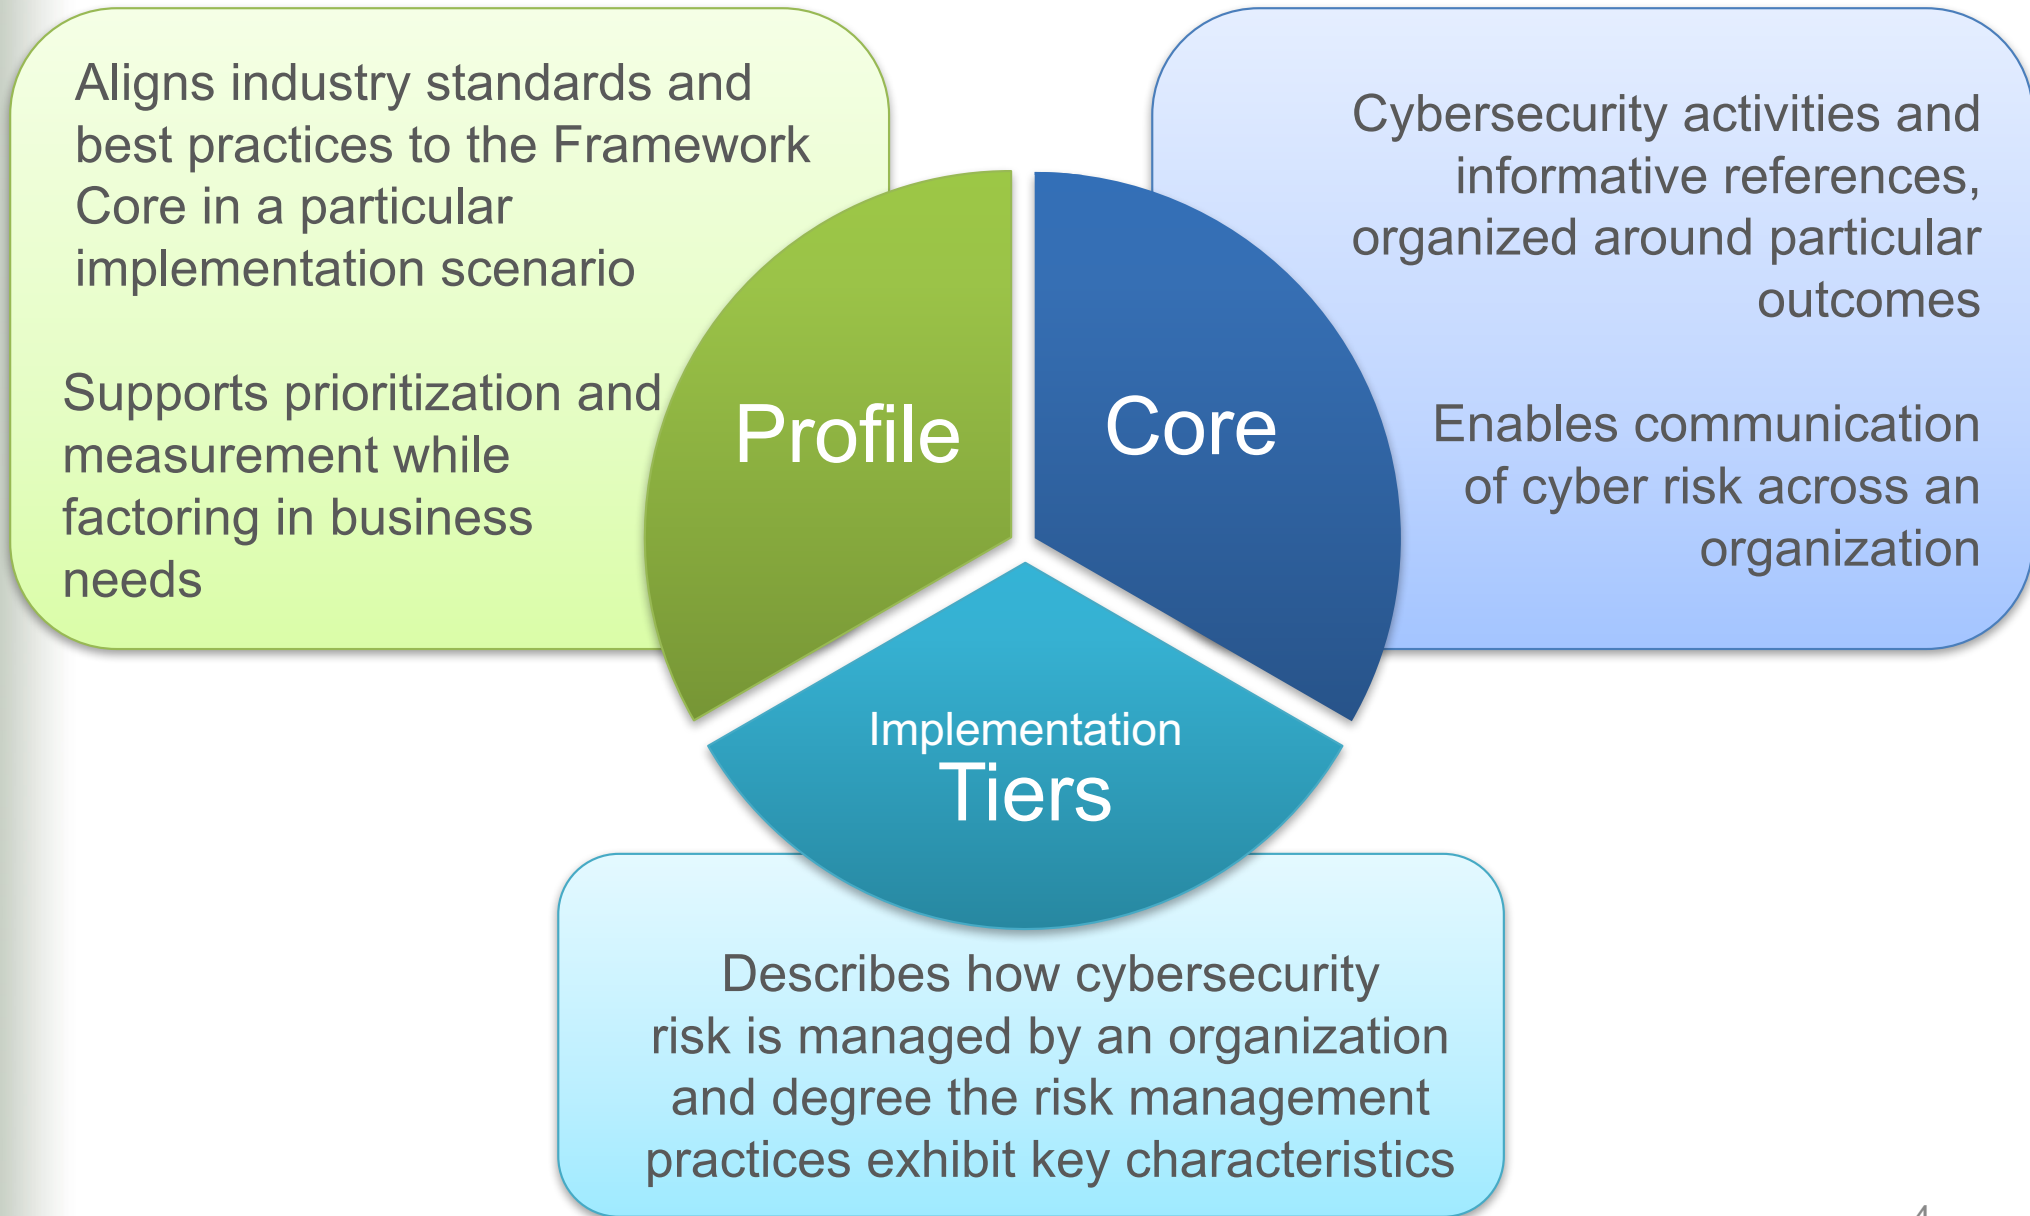 Aligns industry standards and
best practices to the Framework
Core in a particular
implementation scenario
Supports prioritization and
measurement while
factoring in business
needs
Cybersecurity activities and
informative references,
organized around particular
outcomes
Enables communication
of cyber risk across an
organization
Profile
Core
Implementation
Tiers
Describes how cybersecurity
risk is managed by an organization
and degree the risk management
practices exhibit key characteristics
4